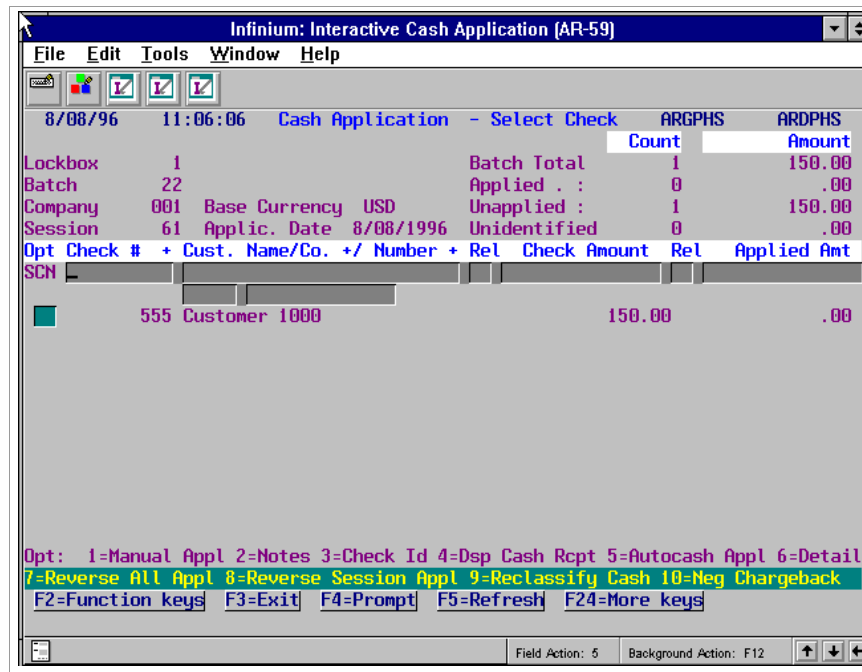 Infinium: Interactive Cash Application (AR-59)
File Edit Tools Window Help
8/08/96 11:06:06 Cash Application - Select Check ARGPHS ARDPHS
Count Amount
Lockbox 1 Batch Total 1 150.00
Batch 22 Applied . : 0 .00
Company 001 Base Currency USD Unapplied : 1 150.00
Session 61 Applic. Date 8/08/1996 Unidentified 0 .00
Opt Check # + Cust. Name/Co. +/ Number + Rel Check Amount Rel Applied Amt
SCN
555 Customer 1000 150.00 .00
Opt: 1=Manual Appl 2=Notes 3=Check Id 4=Dsp Cash Rcpt 5=Autocash Appl 6=Detail
7=Reverse All Appl 8=Reverse Session Appl 9=Reclassify Cash 10=Neg Chargeback
F2=Function keys F3=Exit F4=Prompt F5=Refresh F24=More keys
Field Action: 5 Background Action: F12